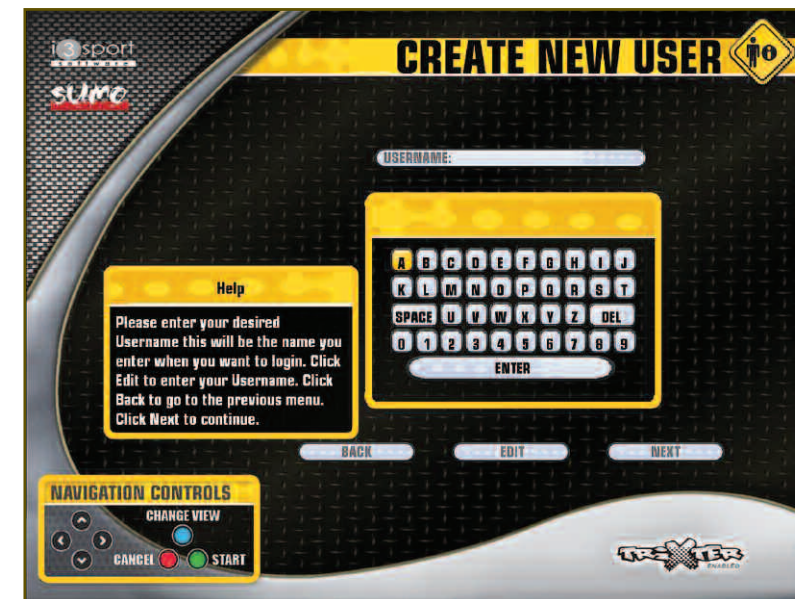 i3sport
software
SUMO
CREATE NEW USER
USERNAME:
A B C D E F G H I J
K L M N O P Q R S T
SPACE U V W X Y Z DEL
0 1 2 3 4 5 6 7 8 9
ENTER
Help
Please enter your desired
Username this will be the name you
enter when you want to login. Click
Edit to enter your Username. Click
Back to go to the previous menu.
Click Next to continue.
BACK EDIT NEXT
NAVIGATION CONTROLS
CHANGE VIEW
CANCEL START
TRIXTER
ENABLED